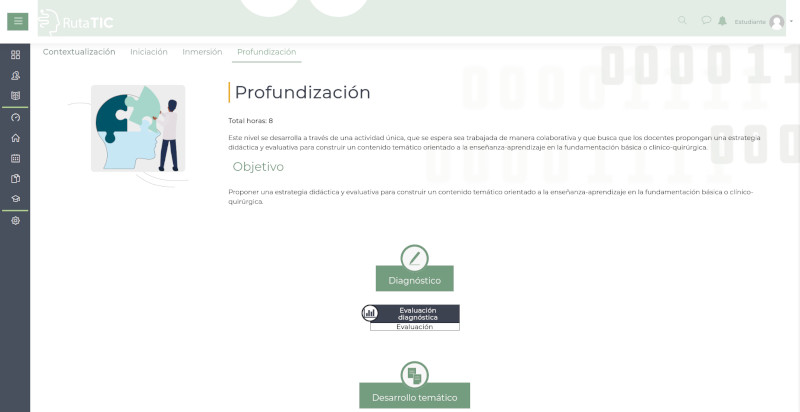 RutaTIC
Estudiante
Contextualización Iniciación Inmersión Profundización
000011
Profundización
Total horas: 8
Este nivel se desarrolla a través de una actividad única, que se espera sea trabajada de manera colaborativa y que busca que los docentes propongan una estrategia
didáctica y evaluativa para construir un contenido temático orientado a la enseñanza-aprendizaje en la fundamentación básica o clínico-quirúrgica.
Objetivo
Proponer una estrategia didáctica y evaluativa para construir un contenido temático orientado a la enseñanza-aprendizaje en la fundamentación básica o clínico-
quirúrgica.
Diagnóstico
Evaluación
diagnóstica
Evaluación
Desarrollo temático